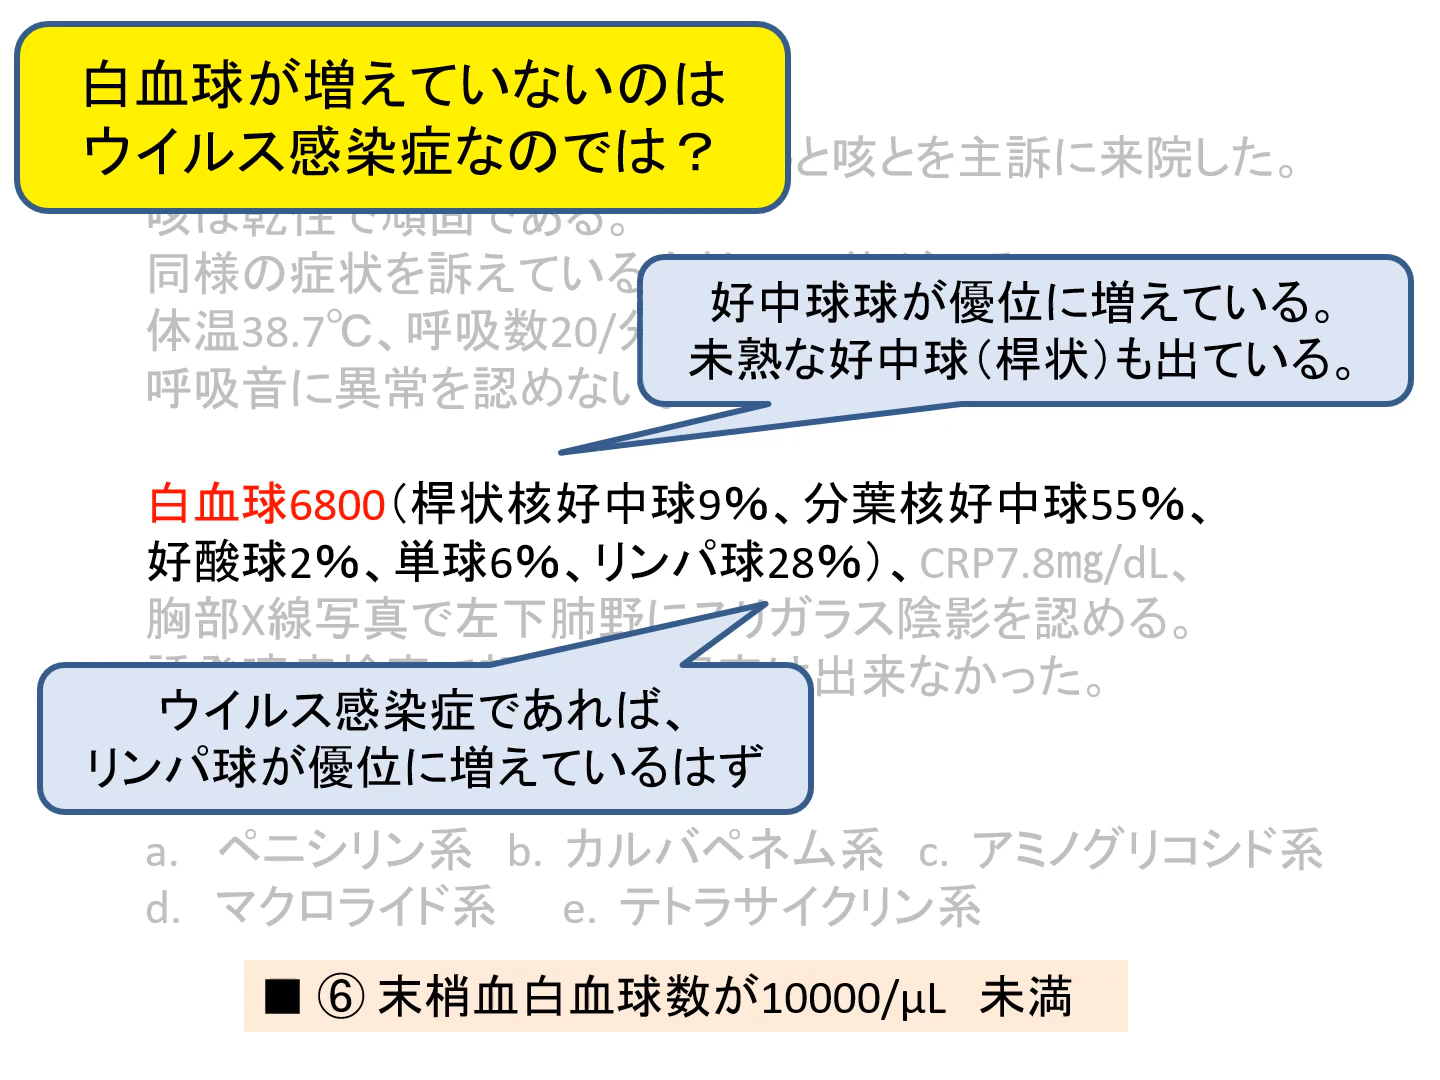 白血球が増えていないのは
ウイルス感染症なのでは？
と咳とを主訴に来院した。
咳は乾性で頑固である。
同様の症状を訴えている
好中球球が優位に増えている。
体温38.7℃、呼吸数20/分
未熟な好中球（桿状）も出ている。
呼吸音に異常を認めない。
白血球6800（桿状核好中球9％、分葉核好中球55％、
好酸球2％、単球6％、リンパ球28％）、CRP7.8㎎/dL、
胸部X線写真で左下肺野にスリガラス陰影を認める。
出来なかった。
ウイルス感染症であれば、
リンパ球が優位に増えているはず
a. ペニシリン系 b. カルバペネム系 c. アミノグリコシド系
d. マクロライド系 e. テトラサイクリン系
■ ⑥ 末梢血白血球数が10000/μL 未満